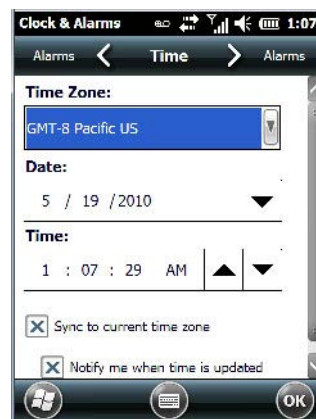 Clock & Alarms 1:07
Alarms Time Alarms
Time Zone:
GMT-8 Pacific US
Date:
5 / 19 /2010
Time:
1 : 07 : 29 AM
Sync to current time zone
Notify me when time is updated
OK